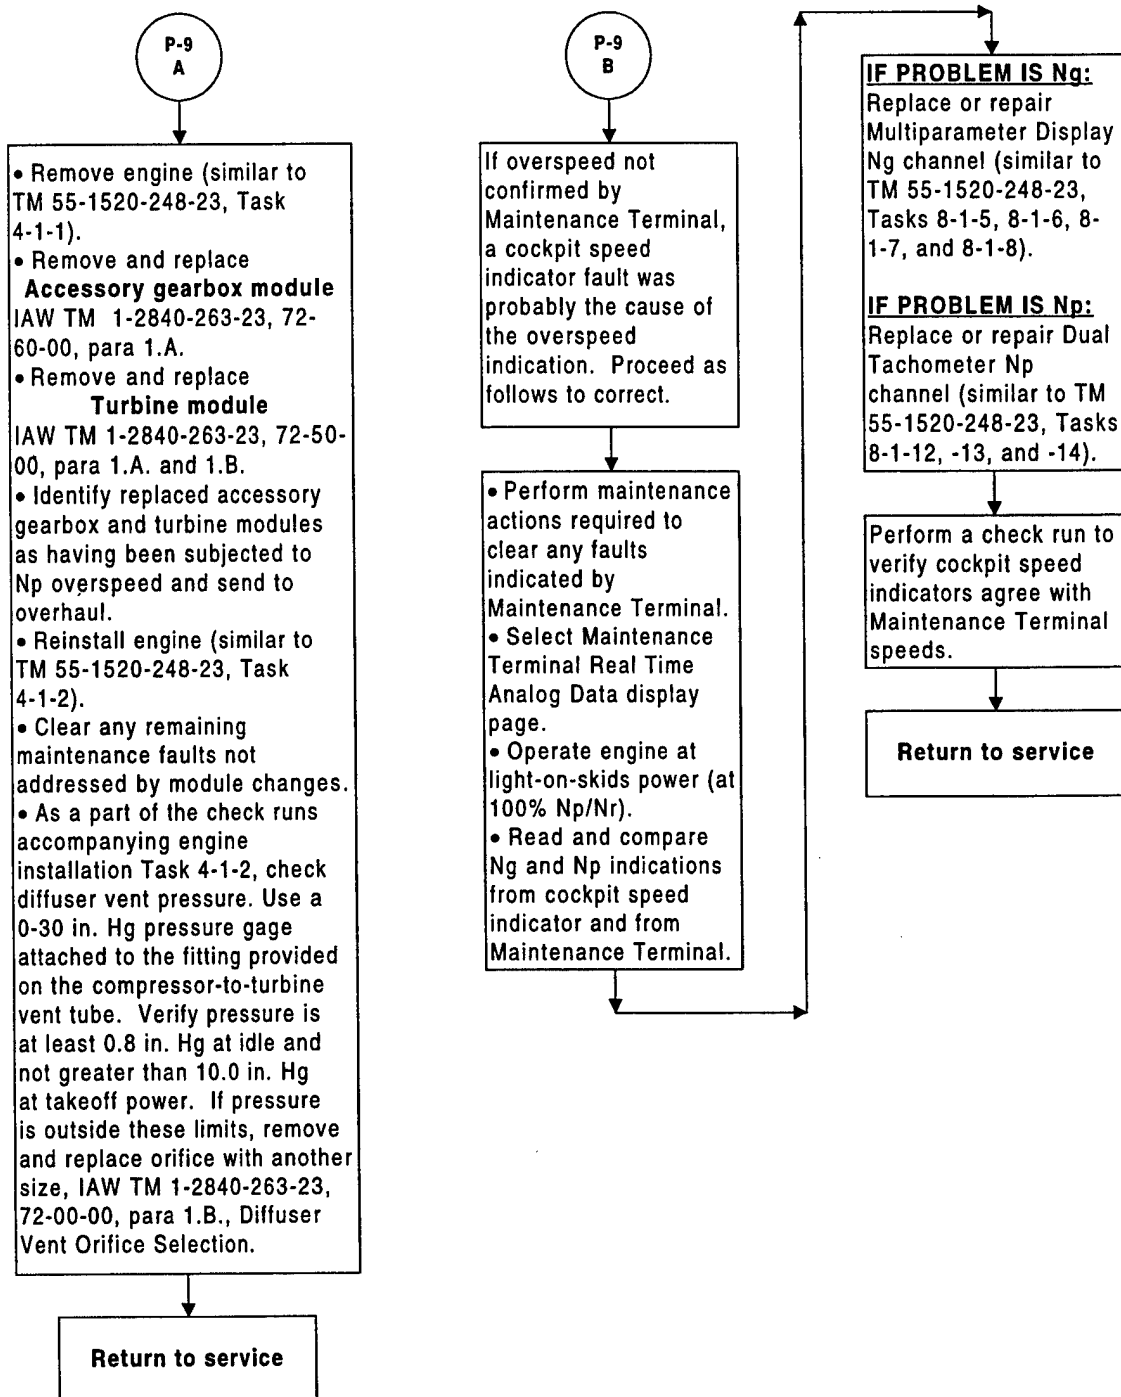 P-9
A
• Remove engine (similar to
TM 55-1520-248-23, Task
4-1-1).
• Remove and replace
Accessory gearbox module
IAW TM 1-2840-263-23, 72-
60-00, para 1.A.
• Remove and replace
Turbine module
IAW TM 1-2840-263-23, 72-50-
00, para 1.A. and 1.B.
• Identify replaced accessory
gearbox and turbine modules
as having been subjected to
Np overspeed and send to
overhaul.
• Reinstall engine (similar to
TM 55-1520-248-23, Task
4-1-2).
• Clear any remaining
maintenance faults not
addressed by module changes.
• As a part of the check runs
accompanying engine
installation Task 4-1-2, check
diffuser vent pressure. Use a
0-30 in. Hg pressure gage
attached to the fitting provided
on the compressor-to-turbine
vent tube. Verify pressure is
at least 0.8 in. Hg at idle and
not greater than 10.0 in. Hg
at takeoff power. If pressure
is outside these limits, remove
and replace orifice with another
size, IAW TM 1-2840-263-23,
72-00-00, para 1.B., Diffuser
Vent Orifice Selection.
Return to service
P-9
B
If overspeed not
confirmed by
Maintenance Terminal,
a cockpit speed
indicator fault was
probably the cause of
the overspeed
indication. Proceed as
follows to correct.
• Perform maintenance
actions required to
clear any faults
indicated by
Maintenance Terminal.
• Select Maintenance
Terminal Real Time
Analog Data display
page.
• Operate engine at
light-on-skids power (at
100% Np/Nr).
• Read and compare
Ng and Np indications
from cockpit speed
indicator and from
Maintenance Terminal.
IF PROBLEM IS Ng:
Replace or repair
Multiparameter Display
Ng channel (similar to
TM 55-1520-248-23,
Tasks 8-1-5, 8-1-6, 8-
1-7, and 8-1-8).
IF PROBLEM IS Np:
Replace or repair Dual
Tachometer Np
channel (similar to TM
55-1520-248-23, Tasks
8-1-12, -13, and -14).
Perform a check run to
verify cockpit speed
indicators agree with
Maintenance Terminal
speeds.
Return to service